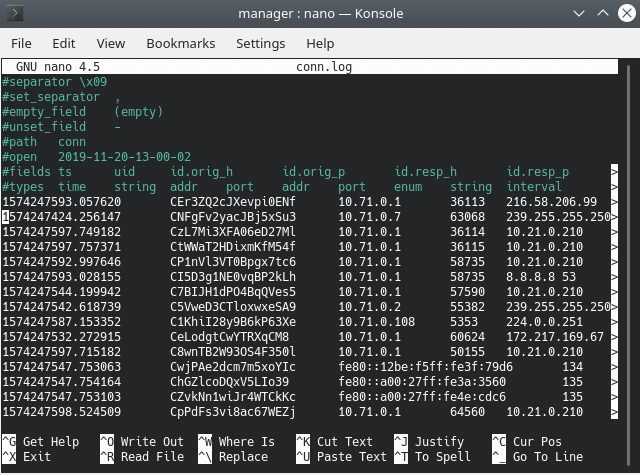 manager : nano — Konsole
File Edit View Bookmarks Settings Help
GNU nano 4.5 conn.log
#separator \x09
#set_separator ,
#empty_field (empty)
#unset_field -
#path conn
#open 2019-11-20-13-00-02
#fields ts uid id.orig_h id.orig_p id.resp_h id.resp_p >
#types time string addr port addr port enum string interval >
1574247593.057620 CEr3ZQ2cJXevpi0ENf 10.71.0.1 36113 216.58.206.99 >
1574247424.256147 CNFgFv2yacJBj5xSu3 10.71.0.7 63068 239.255.255.250>
1574247597.749182 CzL7Mi3XFA06eD27Ml 10.71.0.1 36114 10.21.0.210 >
1574247597.757371 CtWWaT2HDixmKfM54f 10.71.0.1 36115 10.21.0.210 >
1574247592.997646 CP1nVl3VT0Bpgx7tc6 10.71.0.1 58735 10.21.0.210 >
1574247593.028155 CI5D3g1NE0vqBP2kLh 10.71.0.1 58735 8.8.8.8 53 >
1574247544.199942 C7BIJH1dPO4BqQVes5 10.71.0.1 57590 10.21.0.210 >
1574247542.618739 C5VweD3CTloxwxeSA9 10.71.0.2 55382 239.255.255.250>
1574247587.153352 C1KhiI28y9B6kP63Xe 10.71.0.108 5353 224.0.0.251 >
1574247532.272915 CeLodgtCwYTRXqCM8 10.71.0.1 60624 172.217.169.67 >
1574247597.715182 C8wnTB2W93OS4F350l 10.71.0.1 50155 10.21.0.210 >
1574247547.753063 CwjPAe2dcm7m5xoYIc fe80::12be:f5ff:fe3f:79d6 134 >
1574247547.754164 ChGZlcoDQxV5LIo39 fe80::a00:27ff:fe3a:3560 135 >
1574247547.753103 CZvkNn1wiJr4WTCkKc fe80::a00:27ff:fe4e:cdc6 135 >
1574247598.524509 CpPdFs3vi8ac67WEZj 10.71.0.1 64560 10.21.0.210 >
^G Get Help ^O Write Out ^W Where Is ^K Cut Text ^J Justify ^C Cur Pos
^X Exit ^R Read File ^\ Replace ^U Paste Text ^T To Spell ^_ Go To Line